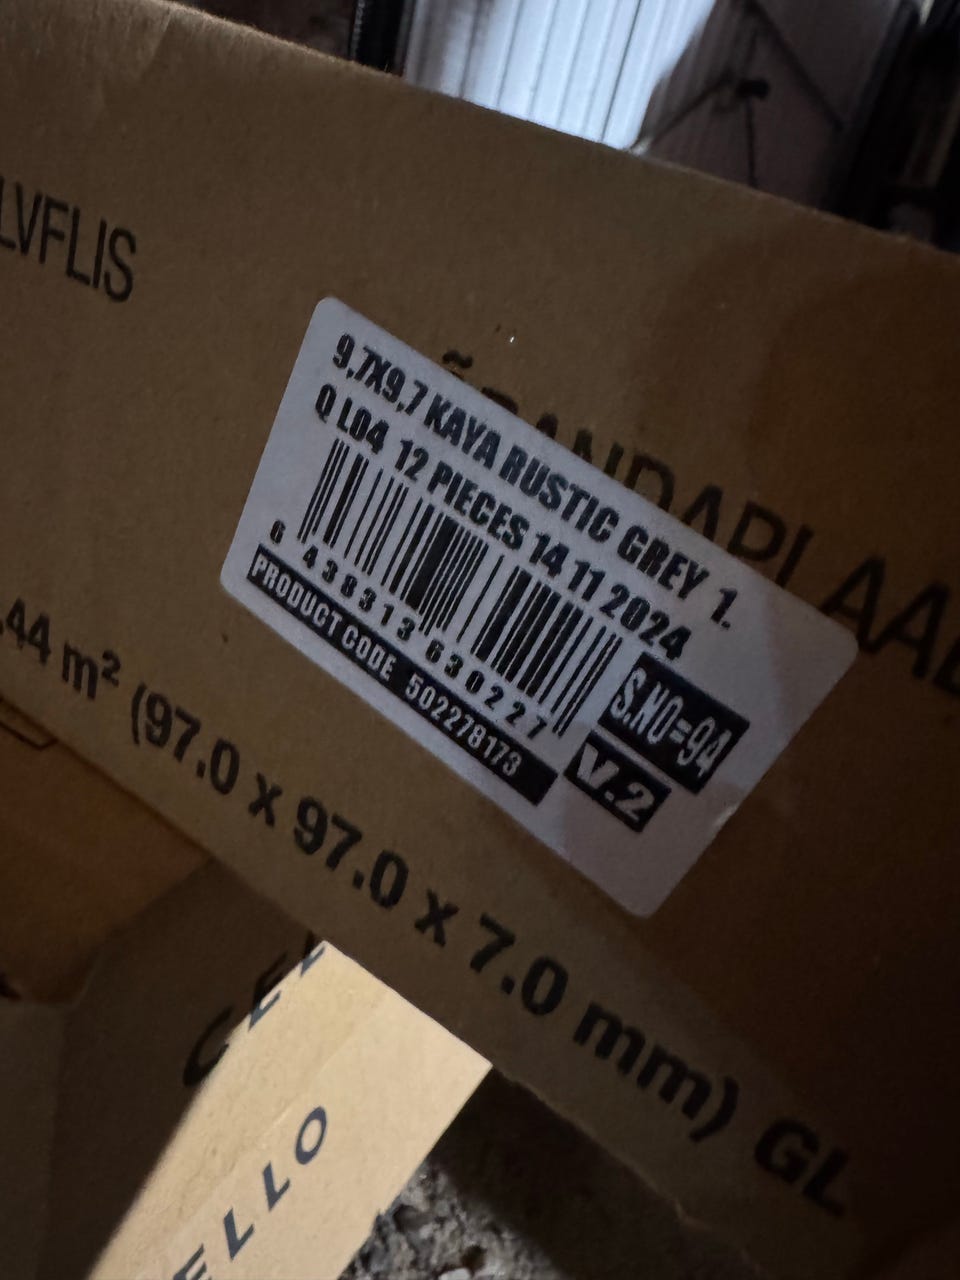 LVFLIS
9,7X9,7 KAYA RUSTIC GREY 1.
Q L04 12 PIECES 14 11 2024
6 438313 630227
PRODUCT CODE 502278173
S.NO=94
V.2
.44 m² (97.0 x 97.0 x 7.0 mm) GL
CE
ELLO